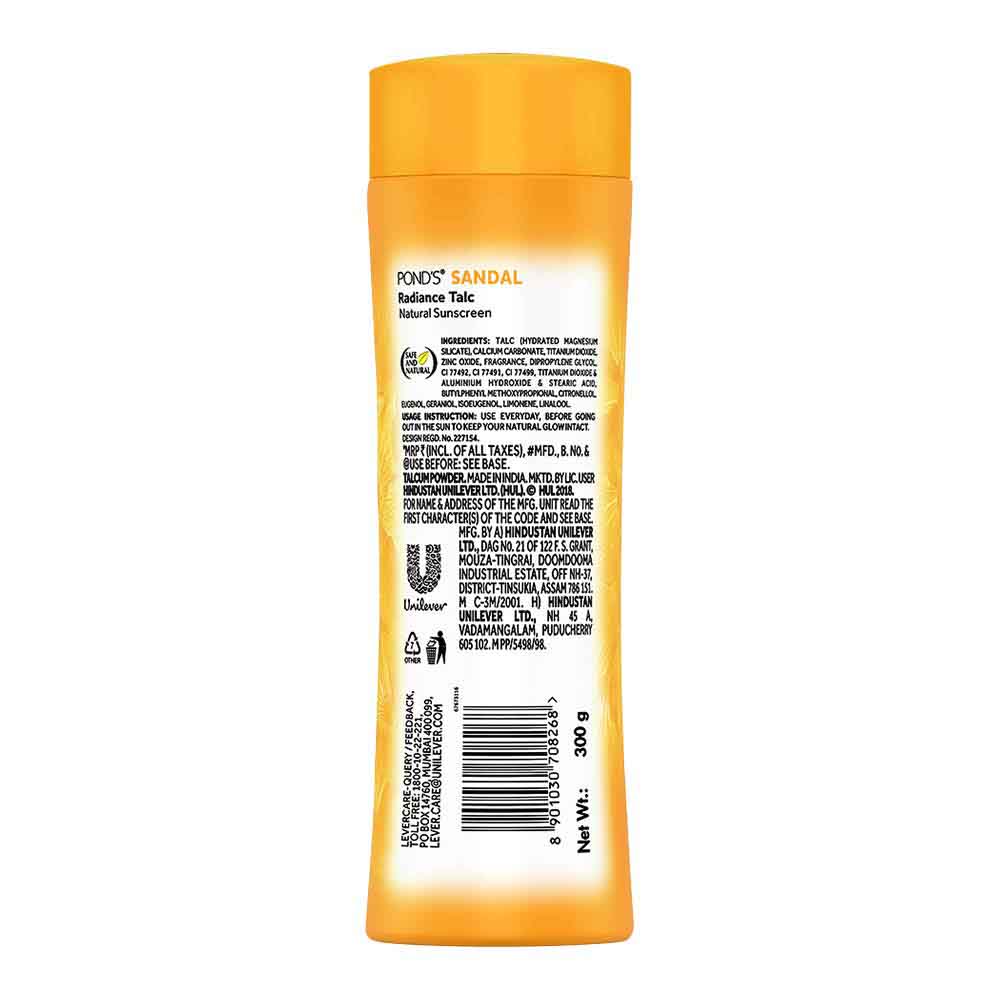 POND'S® SANDAL
Radiance Talc
Natural Sunscreen
SAFE
AND
NATURAL
INGREDIENTS: TALC (HYDRATED MAGNESIUM
SILICATE), CALCIUM CARBONATE, TITANIUM DIOXIDE,
ZINC OXIDE, FRAGRANCE, DIPROPYLENE GLYCOL,
CI 77492, CI 77491, CI 77499, TITANIUM DIOXIDE &
ALUMINIUM HYDROXIDE & STEARIC ACID,
BUTYLPHENYL METHOXYPROPIONAL, CITRONELLOL,
EUGENOL, GERANIOL, ISOEUGENOL, LIMONENE, LINALOOL.
USAGE INSTRUCTION: USE EVERYDAY, BEFORE GOING
OUT IN THE SUN TO KEEP YOUR NATURAL GLOW INTACT.
DESIGN REGD. No. 227154.
*MRP ₹ (INCL. OF ALL TAXES), #MFD., B. No. &
@USE BEFORE: SEE BASE.
TALCUM POWDER. MADE IN INDIA. MKTD. BY LIC. USER
HINDUSTAN UNILEVER LTD. (HUL). © HUL 2018.
FOR NAME & ADDRESS OF THE MFG. UNIT READ THE
FIRST CHARACTER(S) OF THE CODE AND SEE BASE.
MFG. BY A) HINDUSTAN UNILEVER
LTD., DAG No. 21 OF 122 F. S. GRANT,
MOUZA-TINGRAI, DOOMDOOMA
INDUSTRIAL ESTATE, OFF NH-37,
DISTRICT-TINSUKIA, ASSAM 786 151.
M C-3M/2001. H) HINDUSTAN
UNILEVER LTD., NH 45 A,
VADAMANGALAM, PUDUCHERRY
605 102. M PP/5498/98.
Unilever
7
OTHER
LEVERCARE-QUERY / FEEDBACK,
TOLL FREE: 1800-10-22-221,
PO BOX 14760, MUMBAI 400 099,
LEVER.CARE@UNILEVER.COM
67673116
8 901030 708268 >
Net Wt.: 300 g